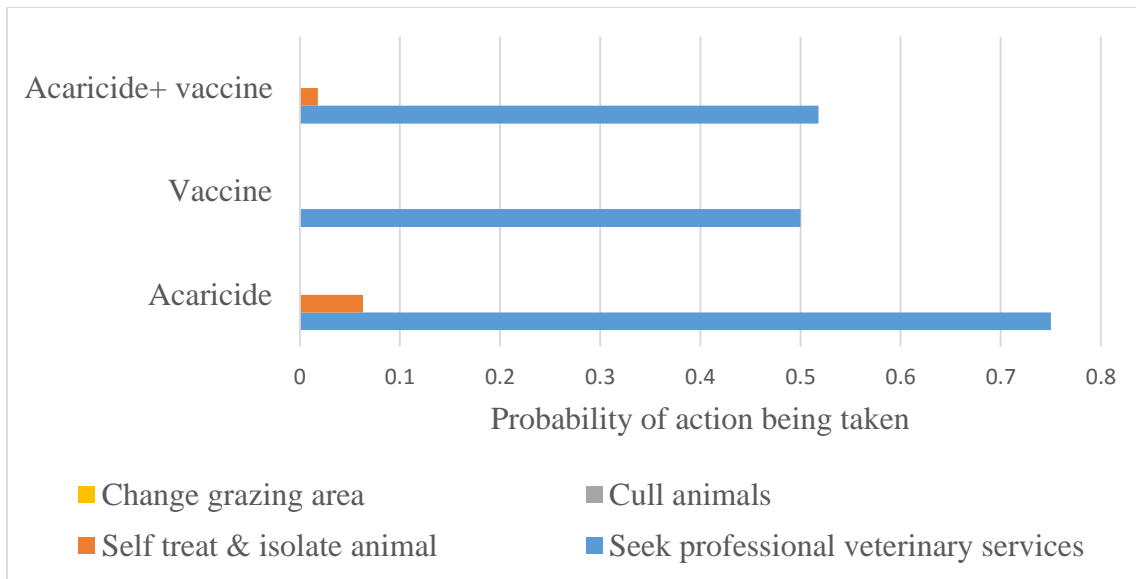 Acaricide+ vaccine
Vaccine
Acaricide
0 0.1 0.2 0.3 0.4 0.5 0.6 0.7 0.8
Probability of action being taken
Change grazing area Cull animals
Self treat & isolate animal Seek professional veterinary services